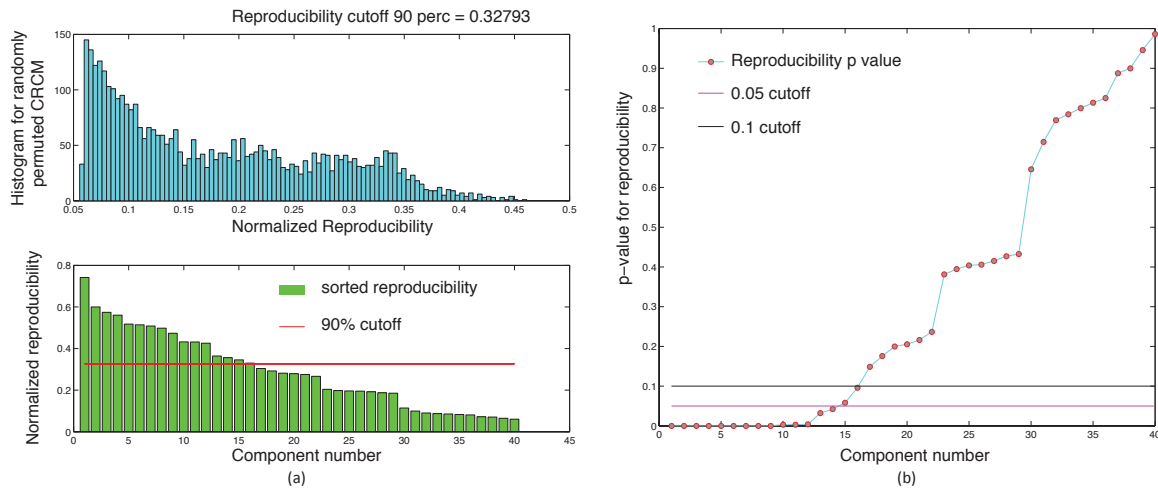 Reproducibility cutoff 90 perc = 0.32793
Histogram for randomly
permuted CRCM
150
100
50
0
0.05 0.1 0.15 0.2 0.25 0.3 0.35 0.4 0.45 0.5
Normalized Reproducibility
Normalized reproducibility
0.8
0.6
0.4
0.2
0
sorted reproducibility
90% cutoff
0 5 10 15 20 25 30 35 40 45
Component number
(a)
p-value for reproducibility
1
0.9
0.8
0.7
0.6
0.5
0.4
0.3
0.2
0.1
0
Reproducibility p value
0.05 cutoff
0.1 cutoff
0 5 10 15 20 25 30 35 40
Component number
(b)